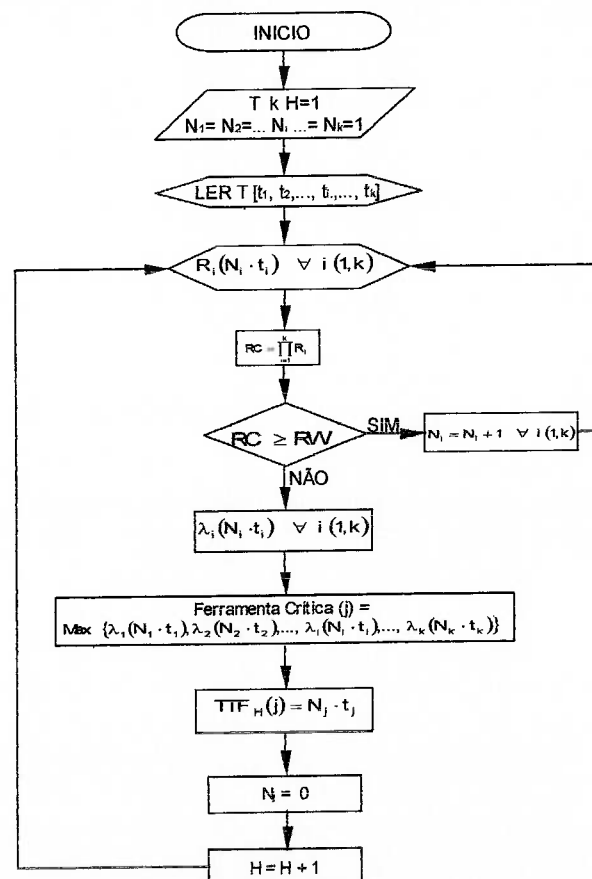 INICIO
T k H=1
N₁= N₂=... Nᵢ ...= Nₖ=1
LER T [t₁, t₂,..., tᵢ.,..., tₖ]
Rᵢ(Nᵢ · tᵢ) ∀ i (1,k)
RC = ∏ᵢ₌₁ᵏ Rᵢ
RC ≥ RW
SIM
Nᵢ = Nᵢ + 1 ∀ i (1,k)
NÃO
λᵢ(Nᵢ · tᵢ) ∀ i (1,k)
Ferramenta Crítica (j) =
Max {λ₁(N₁ · t₁), λ₂(N₂ · t₂),..., λᵢ(Nᵢ · tᵢ),..., λₖ(Nₖ · tₖ)}
T̅T̅F̅ H (j) = Nⱼ · tⱼ
Nⱼ = 0
H = H + 1